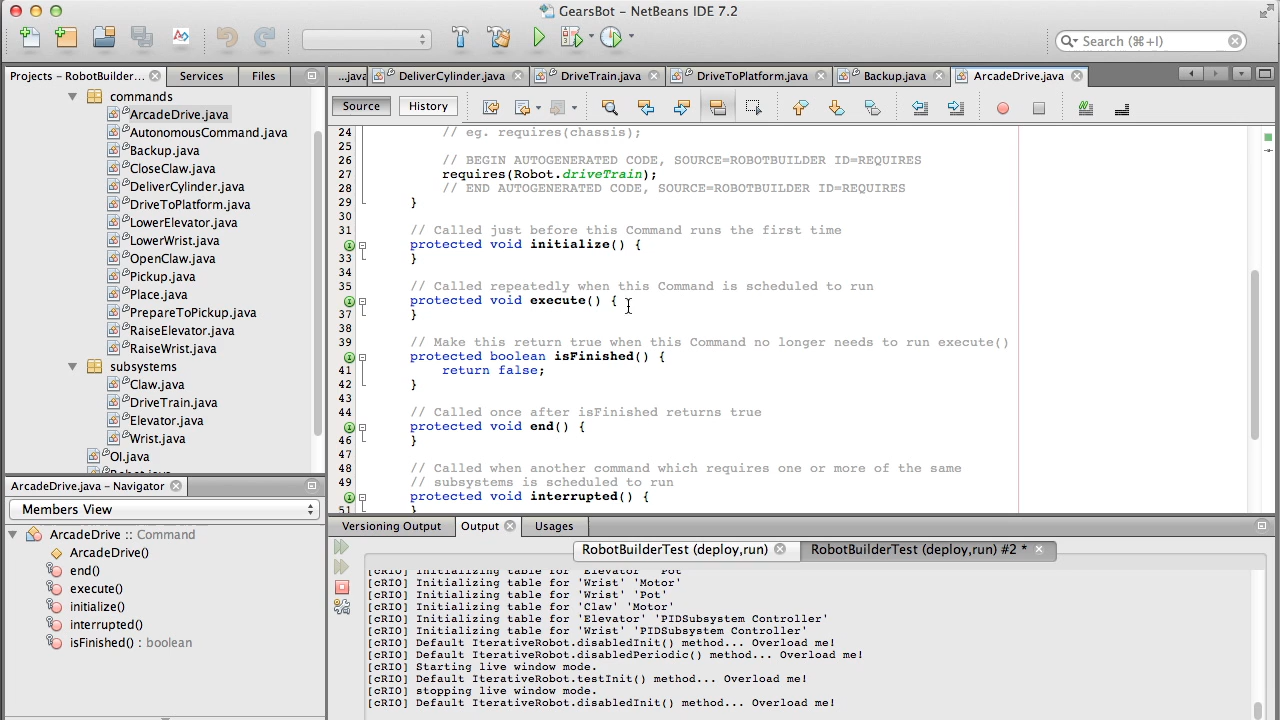 GearsBot – NetBeans IDE 7.2
Search (⌘+I)
Projects – RobotBuilder...
Services
Files
...java
DeliverCylinder.java
DriveTrain.java
DriveToPlatform.java
Backup.java
ArcadeDrive.java
Source
History
commands
ArcadeDrive.java
AutonomousCommand.java
Backup.java
CloseClaw.java
DeliverCylinder.java
DriveToPlatform.java
LowerElevator.java
LowerWrist.java
OpenClaw.java
Pickup.java
Place.java
PrepareToPickup.java
RaiseElevator.java
RaiseWrist.java
subsystems
Claw.java
DriveTrain.java
Elevator.java
Wrist.java
OI.java
24 // eg. requires(chassis);
25
26 // BEGIN AUTOGENERATED CODE, SOURCE=ROBOTBUILDER ID=REQUIRES
27 requires(Robot.driveTrain);
28 // END AUTOGENERATED CODE, SOURCE=ROBOTBUILDER ID=REQUIRES
29 }
30
31 // Called just before this Command runs the first time
protected void initialize() {
33 }
34
35 // Called repeatedly when this Command is scheduled to run
protected void execute() {
37 }
38
39 // Make this return true when this Command no longer needs to run execute()
protected boolean isFinished() {
41 return false;
42 }
43
44 // Called once after isFinished returns true
protected void end() {
46 }
47
48 // Called when another command which requires one or more of the same
49 // subsystems is scheduled to run
protected void interrupted() {
51 }
ArcadeDrive.java – Navigator
Members View
ArcadeDrive :: Command
ArcadeDrive()
end()
execute()
initialize()
interrupted()
isFinished() : boolean
Versioning Output
Output
Usages
RobotBuilderTest (deploy,run)
RobotBuilderTest (deploy,run) #2 *
[cRIO] Initializing table for 'Elevator' 'Pot'
[cRIO] Initializing table for 'Wrist' 'Motor'
[cRIO] Initializing table for 'Wrist' 'Pot'
[cRIO] Initializing table for 'Claw' 'Motor'
[cRIO] Initializing table for 'Elevator' 'PIDSubsystem Controller'
[cRIO] Initializing table for 'Wrist' 'PIDSubsystem Controller'
[cRIO] Default IterativeRobot.disabledInit() method... Overload me!
[cRIO] Default IterativeRobot.disabledPeriodic() method... Overload me!
[cRIO] Starting live window mode.
[cRIO] Default IterativeRobot.testInit() method... Overload me!
[cRIO] stopping live window mode.
[cRIO] Default IterativeRobot.disabledInit() method... Overload me!